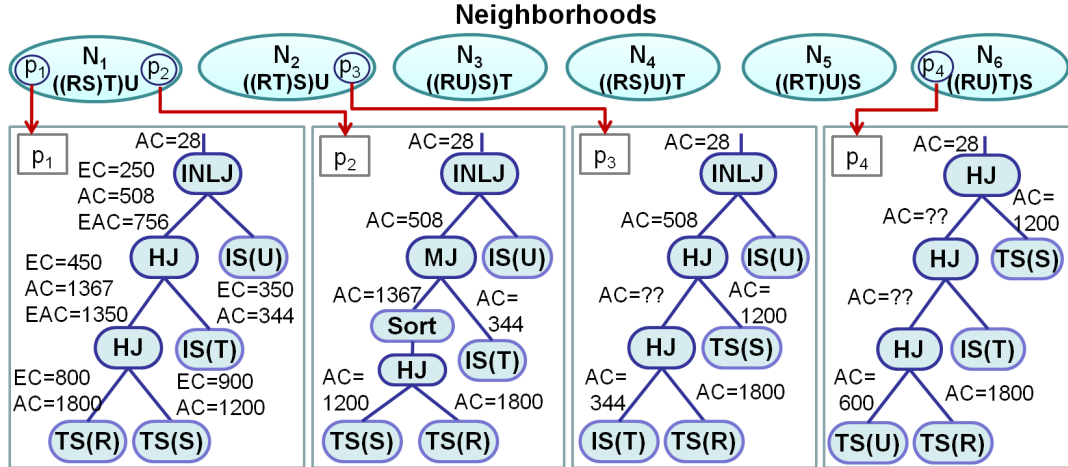 Neighborhoods
N1
((RS)T)U
p1
p2
N2
((RT)S)U
p3
N3
((RU)S)T
N4
((RS)U)T
N5
((RT)U)S
N6
((RU)T)S
p4
p1
AC=28
EC=250
AC=508
EAC=756
INLJ
HJ
IS(U)
EC=450
AC=1367
EAC=1350
EC=350
AC=344
HJ
IS(T)
EC=800
AC=1800
EC=900
AC=1200
TS(R)
TS(S)
p2
AC=28
INLJ
AC=508
MJ
IS(U)
AC=1367
AC=
344
Sort
HJ
IS(T)
AC=
1200
AC=1800
TS(S)
TS(R)
p3
AC=28
INLJ
AC=508
HJ
IS(U)
AC=??
AC=
1200
HJ
TS(S)
AC=
344
AC=1800
IS(T)
TS(R)
p4
AC=28
HJ
AC=??
AC=
1200
HJ
TS(S)
AC=??
HJ
IS(T)
AC=
600
AC=1800
TS(U)
TS(R)